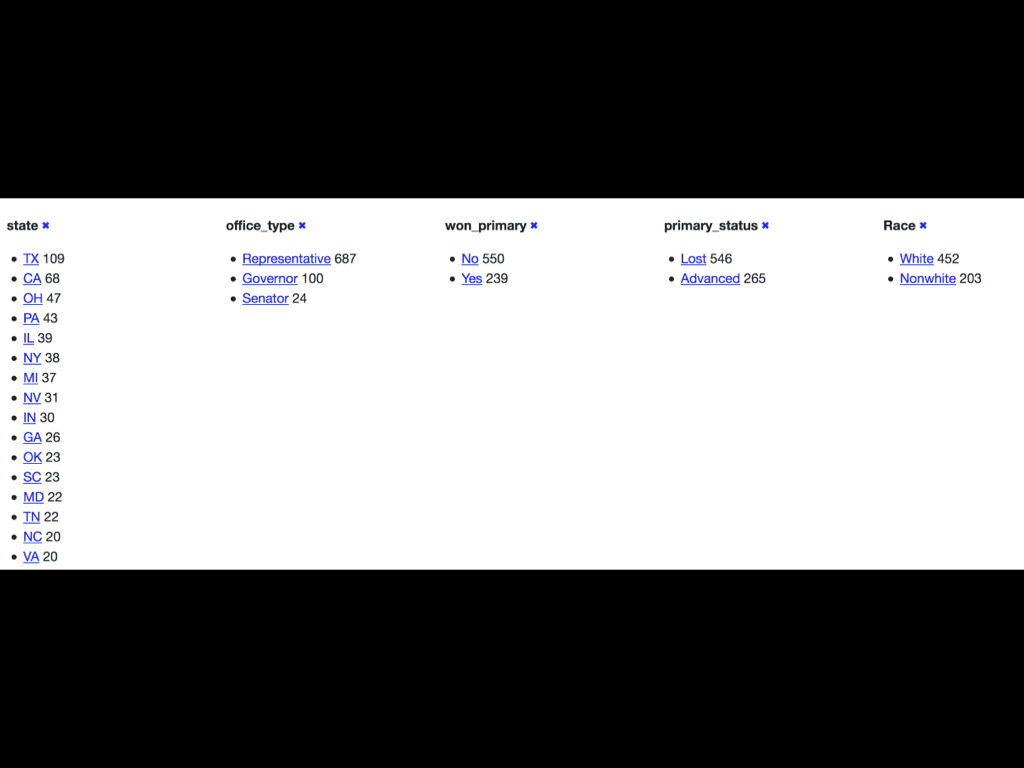 state ✖
TX 109
CA 68
OH 47
PA 43
IL 39
NY 38
MI 37
NV 31
IN 30
GA 26
OK 23
SC 23
MD 22
TN 22
NC 20
VA 20
office_type ✖
Representative 687
Governor 100
Senator 24
won_primary ✖
No 550
Yes 239
primary_status ✖
Lost 546
Advanced 265
Race ✖
White 452
Nonwhite 203